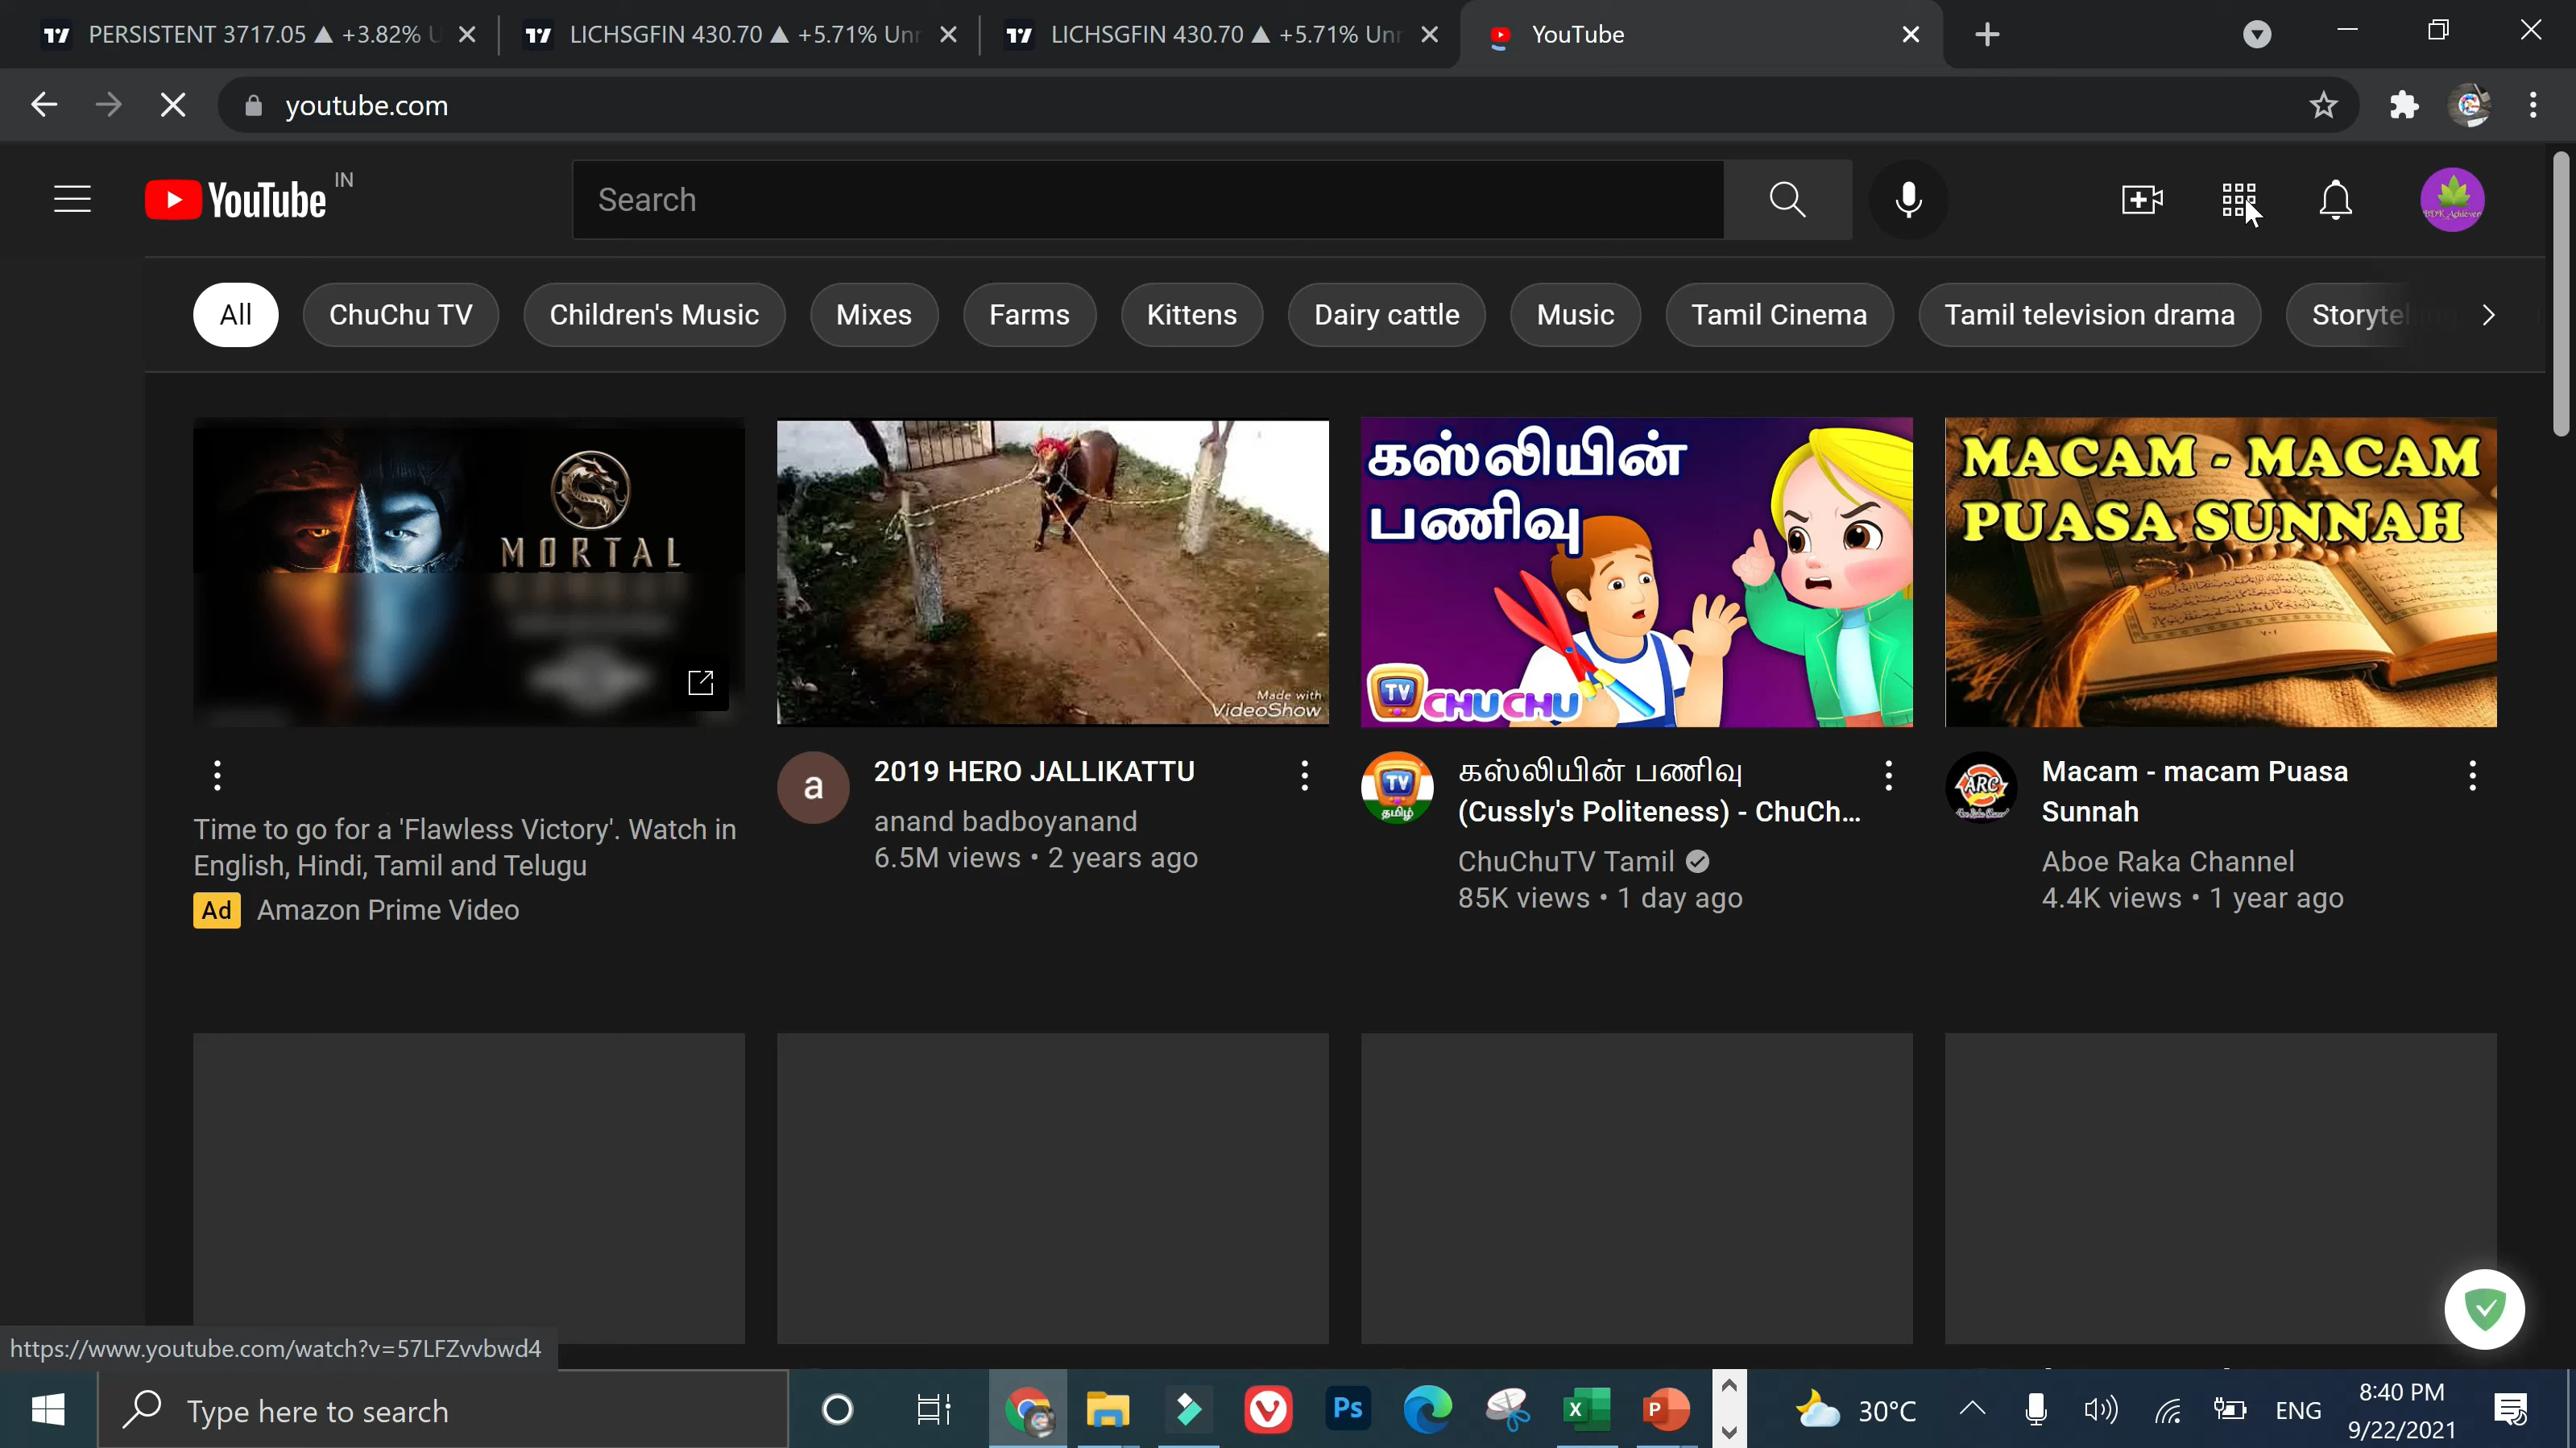 PERSISTENT 3717.05 ▲ +3.82% U
LICHSGFIN 430.70 ▲ +5.71% Unr
LICHSGFIN 430.70 ▲ +5.71% Unr
YouTube
youtube.com
YouTube IN
Search
All
ChuChu TV
Children's Music
Mixes
Farms
Kittens
Dairy cattle
Music
Tamil Cinema
Tamil television drama
MORTAL
Made with
VideoShow
கஸ்லியின்
பணிவு
TV CHUCHU
MACAM - MACAM
PUASA SUNNAH
Time to go for a 'Flawless Victory'. Watch in
English, Hindi, Tamil and Telugu
Ad Amazon Prime Video
a
2019 HERO JALLIKATTU
anand badboyanand
6.5M views • 2 years ago
TV
தமிழ்
கஸ்லியின் பணிவு
(Cussly's Politeness) - ChuCh...
ChuChuTV Tamil
85K views • 1 day ago
ARC
Macam - macam Puasa
Sunnah
Aboe Raka Channel
4.4K views • 1 year ago
https://www.youtube.com/watch?v=57LFZvvbwd4
Type here to search
Ps
X
P
30°C
ENG
8:40 PM
9/22/2021